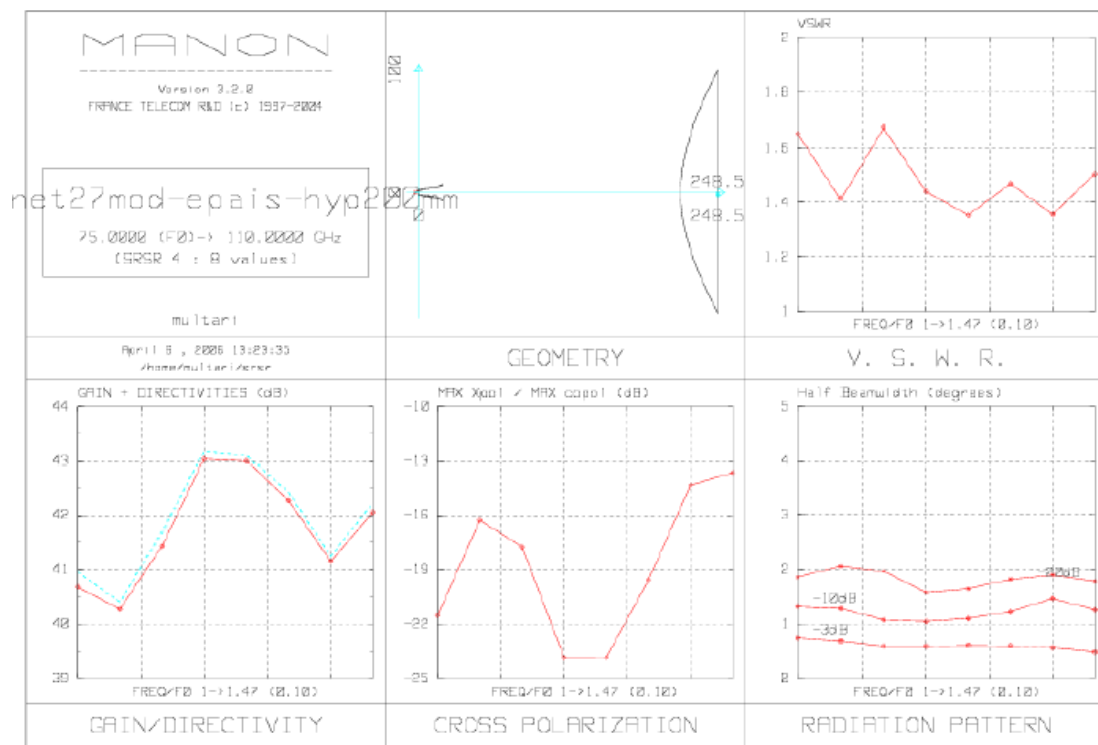 MANON
Version 3.2.0
FRANCE TELECOM R&D (c) 1997-2004
net27mod-epais-hyp200mm
75.0000 (F0)-> 110.0000 GHz
(SRSR 4 : 8 values)
multari
April 6 , 2006 13:23:33
/home/multari/srsr
100
0
0
248.5
248.5
GEOMETRY
VSWR
2
1.8
1.6
1.4
1.2
1
FREQ/F0 1->1.47 (0.10)
V. S. W. R.
GAIN + DIRECTIVITIES (dB)
44
43
42
41
40
39
FREQ/F0 1->1.47 (0.10)
GAIN/DIRECTIVITY
MAX Xpol / MAX copol (dB)
-10
-13
-16
-19
-22
-25
FREQ/F0 1->1.47 (0.10)
CROSS POLARIZATION
Half Beamwidth (degrees)
5
4
3
2
1
0
-20dB
-10dB
-3dB
FREQ/F0 1->1.47 (0.10)
RADIATION PATTERN